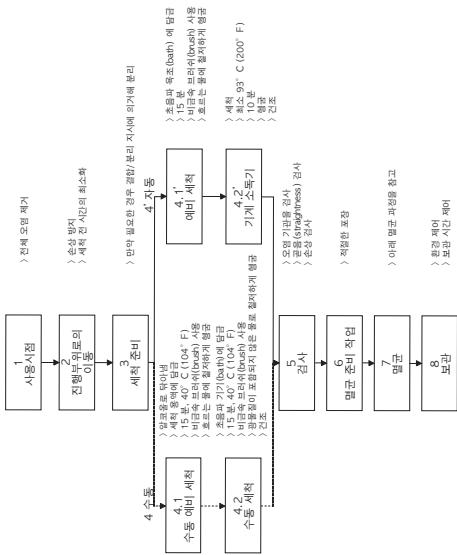 1
사용시점
〉 전체 오염 제거
2
진행부위로의
이동
〉 손상 방지
〉 세척 전 시간의 최소화
3
세척 준비
〉 만약 필요한 경우 결합/분리 지시에 의거해 분리
4 수동
4.1
수동 예비 세척
〉 알코올로 닦아냄
〉 세척 용액에 담금
〉 15 분, 40° C (104° F)
〉 비금속 브러쉬(brush) 사용
〉 흐르는 물에 철저하게 헹굼
4.2
수동 세척
〉 초음파 기기(bath)에 담금
〉 15 분, 40° C (104° F)
〉 비금속 브러쉬(brush) 사용
〉 광물질이 포함되지 않은 물로 철저하게 헹굼
〉 건조
4' 자동
4.1'
예비 세척
〉 초음파 욕조(bath) 에 담금
〉 15 분
〉 비금속 브러쉬(brush) 사용
〉 흐르는 물에 철저하게 헹굼
4.2'
기계 소독기
〉 세척
〉 최소 93° C (200° F)
〉 10 분
〉 헹굼
〉 건조
5
검사
〉 오염 기관을 검사
〉 곧음(straightness) 검사
〉 손상 검사
6
멸균 준비 작업
〉 적절한 포장
7
멸균
〉 아래 멸균 과정을 참고
8
보관
〉 환경 제어
〉 보관 시간 제어